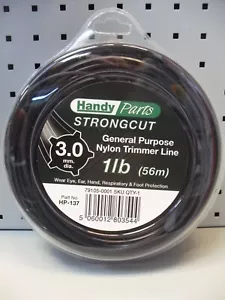 Handy Parts
STRONGCUT
General Purpose
Nylon Trimmer Line
3.0
mm.
dia.
1lb (56m)
Wear Eye, Ear, Hand, Respiratory & Foot Protection
79105-0001 SKU QTY-1
Part No.
HP-137
5 060012 803544